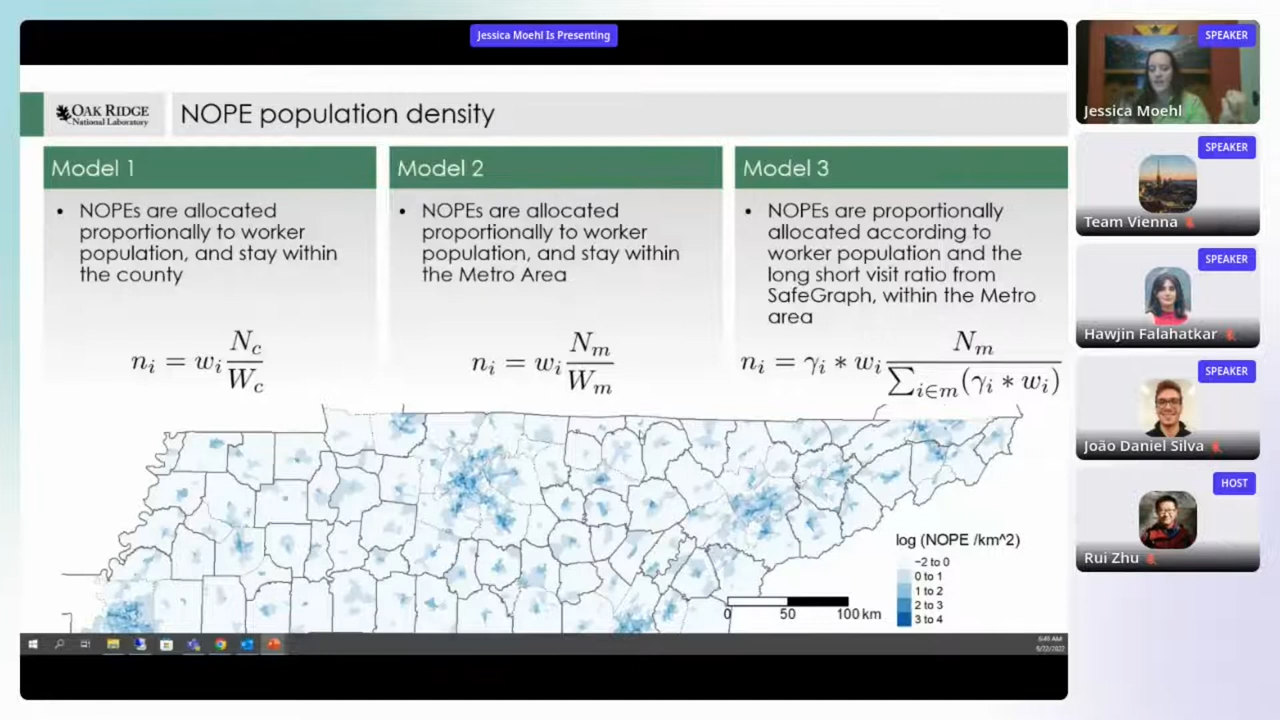 Jessica Moehl Is Presenting
OAK RIDGE
National Laboratory
NOPE population density
Model 1
• NOPEs are allocated
proportionally to worker
population, and stay within
the county
n_i = w_i N_c / W_c
Model 2
• NOPEs are allocated
proportionally to worker
population, and stay within
the Metro Area
n_i = w_i N_m / W_m
Model 3
• NOPEs are proportionally
allocated according to
worker population and the
long short visit ratio from
SafeGraph, within the Metro
area
n_i = γ_i * w_i N_m / ∑_{i∈m}(γ_i * w_i)
log (NOPE /km^2)
−2 to 0
0 to 1
1 to 2
2 to 3
3 to 4
0 50 100 km
6:49 AM
6/22/2022
SPEAKER
Jessica Moehl
SPEAKER
Team Vienna
SPEAKER
Hawjin Falahatkar
SPEAKER
João Daniel Silva
HOST
Rui Zhu